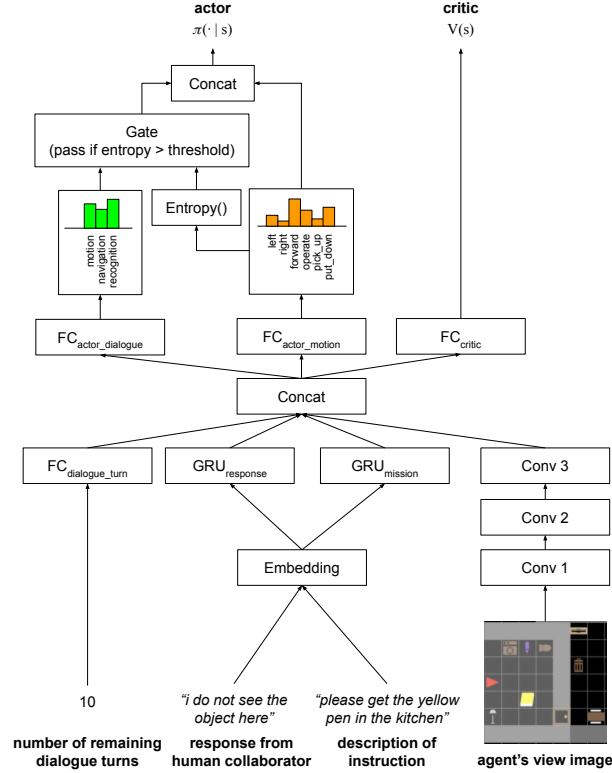 actor
critic
π(· | s)
V(s)
Concat
Gate
(pass if entropy > threshold)
Entropy()
motion
navigation
recognition
left
right
forward
operate
pick_up
put_down
FCactor_dialogue
FCactor_motion
FCcritic
Concat
FCdialogue_turn
GRUresponse
GRUmission
Conv 3
Conv 2
Embedding
Conv 1
10
“i do not see the
object here”
“please get the yellow
pen in the kitchen”
number of remaining
dialogue turns
response from
human collaborator
description of
instruction
agent’s view image